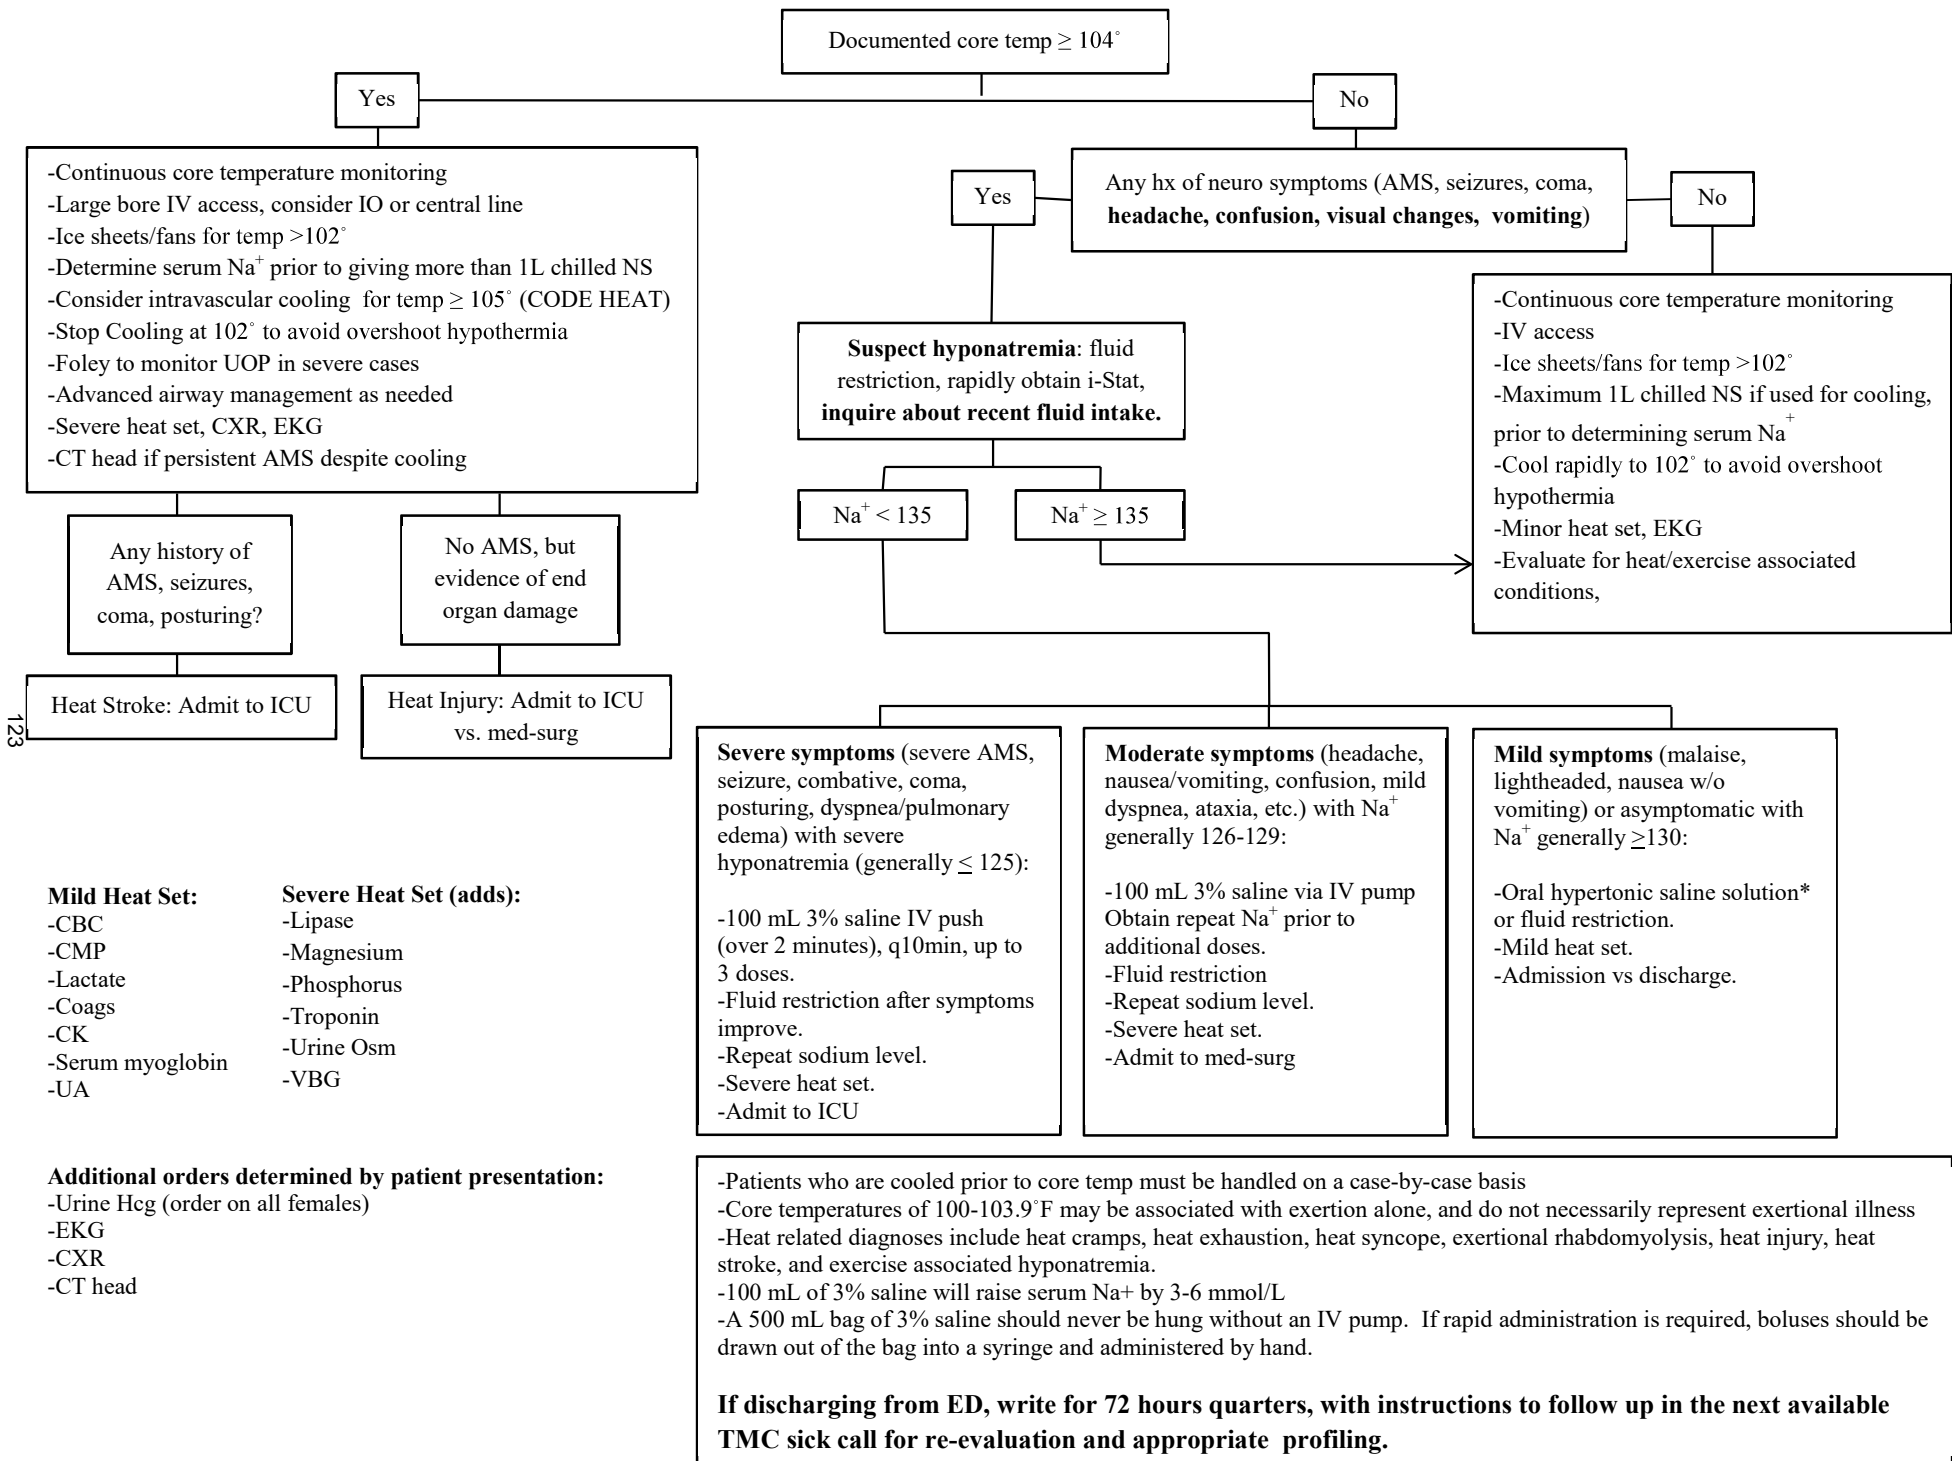 Documented core temp ≥ 104˚
Yes
No
-Continuous core temperature monitoring
-Large bore IV access, consider IO or central line
-Ice sheets/fans for temp >102˚
-Determine serum Na+ prior to giving more than 1L chilled NS
-Consider intravascular cooling for temp ≥ 105˚ (CODE HEAT)
-Stop Cooling at 102˚ to avoid overshoot hypothermia
-Foley to monitor UOP in severe cases
-Advanced airway management as needed
-Severe heat set, CXR, EKG
-CT head if persistent AMS despite cooling
Any history of
AMS, seizures,
coma, posturing?
No AMS, but
evidence of end
organ damage
Heat Stroke: Admit to ICU
Heat Injury: Admit to ICU
vs. med-surg
Yes
Any hx of neuro symptoms (AMS, seizures, coma,
headache, confusion, visual changes, vomiting)
No
Suspect hyponatremia: fluid
restriction, rapidly obtain i-Stat,
inquire about recent fluid intake.
Na+ < 135
Na+ ≥ 135
-Continuous core temperature monitoring
-IV access
-Ice sheets/fans for temp >102˚
-Maximum 1L chilled NS if used for cooling,
prior to determining serum Na+
-Cool rapidly to 102˚ to avoid overshoot
hypothermia
-Minor heat set, EKG
-Evaluate for heat/exercise associated
conditions,
Severe symptoms (severe AMS,
seizure, combative, coma,
posturing, dyspnea/pulmonary
edema) with severe
hyponatremia (generally ≤ 125):
-100 mL 3% saline IV push
(over 2 minutes), q10min, up to
3 doses.
-Fluid restriction after symptoms
improve.
-Repeat sodium level.
-Severe heat set.
-Admit to ICU
Moderate symptoms (headache,
nausea/vomiting, confusion, mild
dyspnea, ataxia, etc.) with Na+
generally 126-129:
-100 mL 3% saline via IV pump
Obtain repeat Na+ prior to
additional doses.
-Fluid restriction
-Repeat sodium level.
-Severe heat set.
-Admit to med-surg
Mild symptoms (malaise,
lightheaded, nausea w/o
vomiting) or asymptomatic with
Na+ generally ≥130:
-Oral hypertonic saline solution*
or fluid restriction.
-Mild heat set.
-Admission vs discharge.
123
Mild Heat Set:
-CBC
-CMP
-Lactate
-Coags
-CK
-Serum myoglobin
-UA
Severe Heat Set (adds):
-Lipase
-Magnesium
-Phosphorus
-Troponin
-Urine Osm
-VBG
Additional orders determined by patient presentation:
-Urine Hcg (order on all females)
-EKG
-CXR
-CT head
-Patients who are cooled prior to core temp must be handled on a case-by-case basis
-Core temperatures of 100-103.9˚F may be associated with exertion alone, and do not necessarily represent exertional illness
-Heat related diagnoses include heat cramps, heat exhaustion, heat syncope, exertional rhabdomyolysis, heat injury, heat
stroke, and exercise associated hyponatremia.
-100 mL of 3% saline will raise serum Na+ by 3-6 mmol/L
-A 500 mL bag of 3% saline should never be hung without an IV pump. If rapid administration is required, boluses should be
drawn out of the bag into a syringe and administered by hand.
If discharging from ED, write for 72 hours quarters, with instructions to follow up in the next available
TMC sick call for re-evaluation and appropriate profiling.